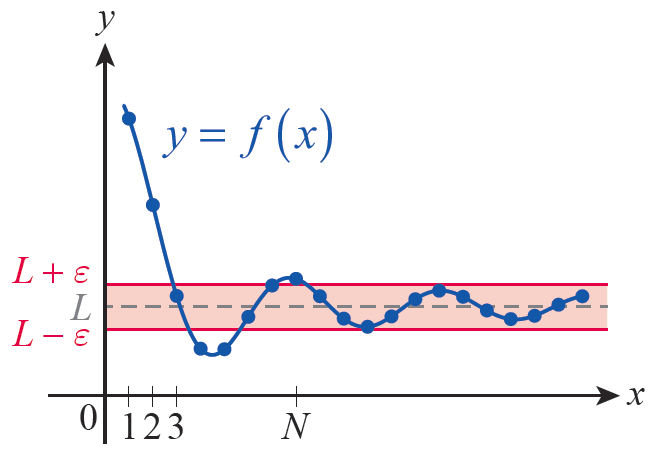 y
y = f(x)
L + ε
L
L − ε
0 1 2 3 N x